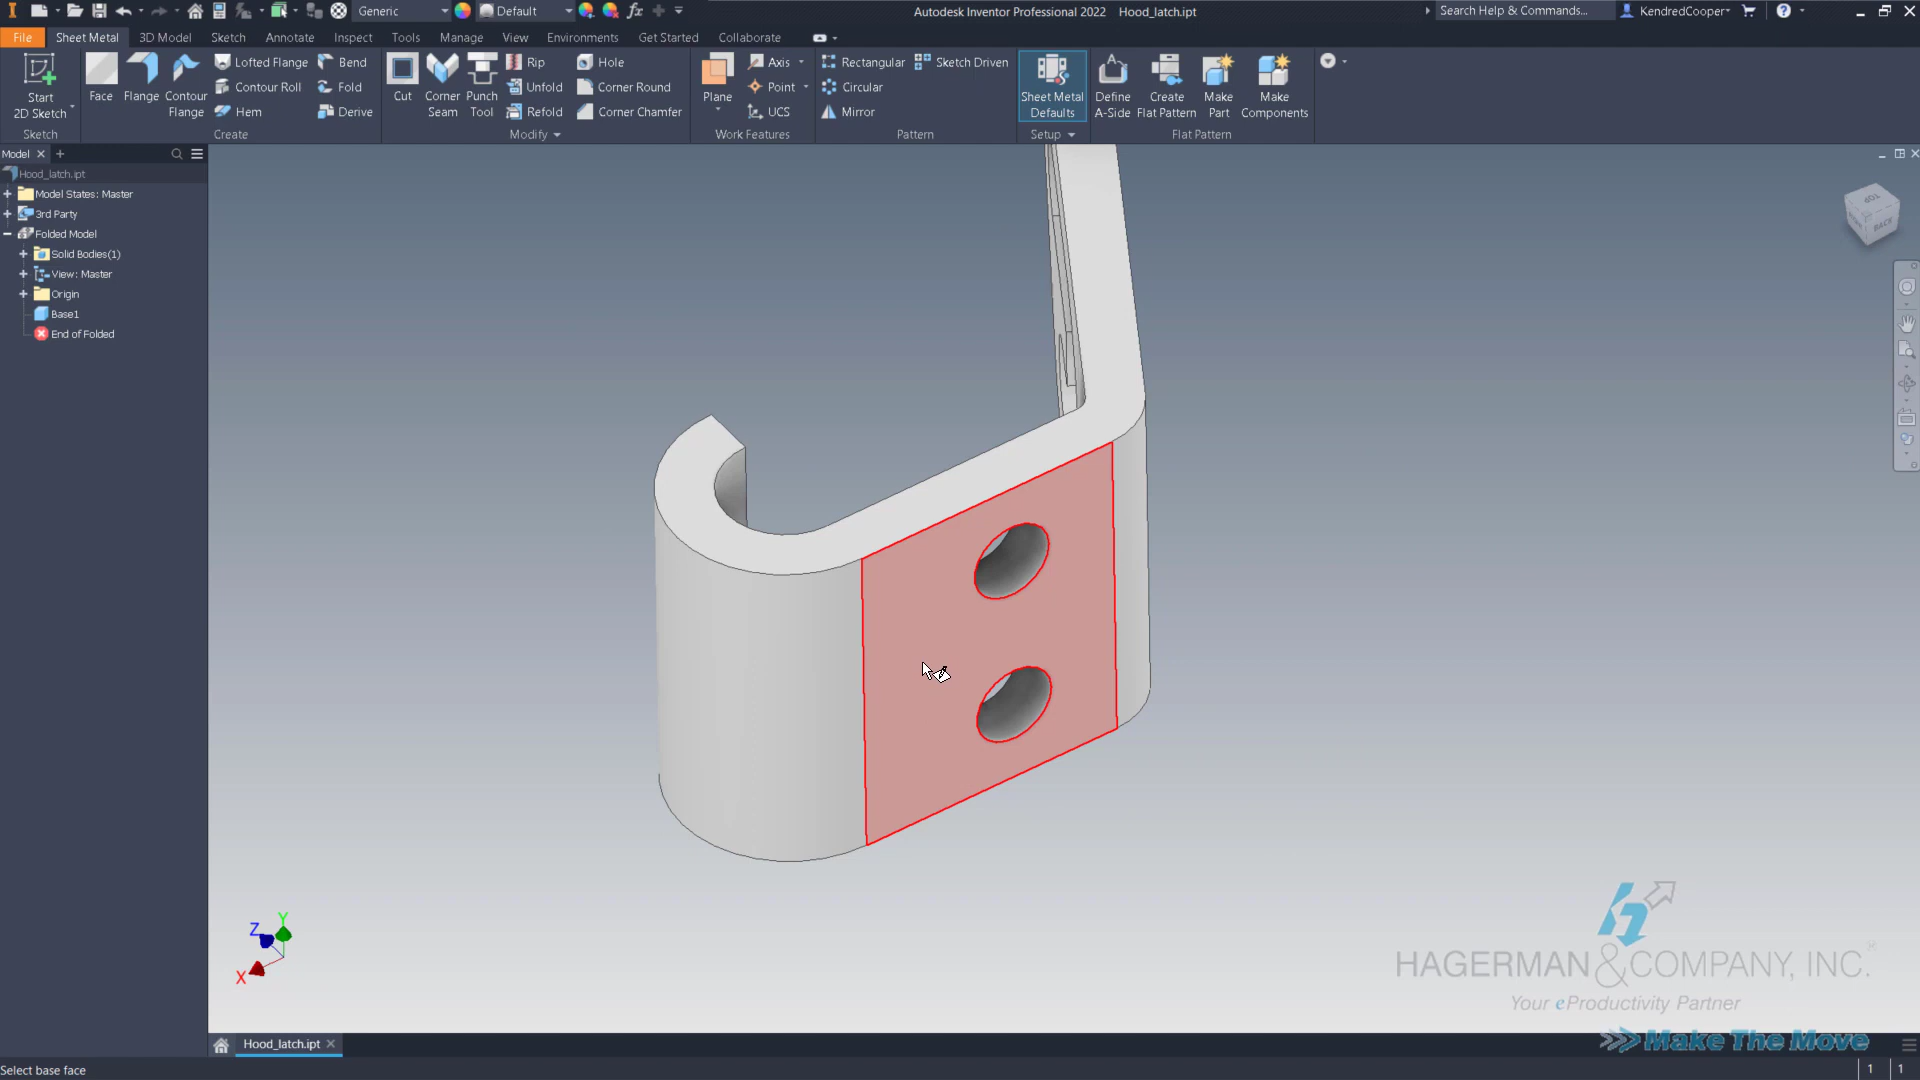 Generic
Default
fx
Autodesk Inventor Professional 2022 Hood_latch.ipt
Search Help & Commands...
KendredCooper
File
Sheet Metal
3D Model
Sketch
Annotate
Inspect
Tools
Manage
View
Environments
Get Started
Collaborate
Start
2D Sketch
Face
Flange
Contour
Flange
Lofted Flange
Contour Roll
Hem
Bend
Fold
Derive
Cut
Corner
Seam
Punch
Tool
Rip
Unfold
Refold
Hole
Corner Round
Corner Chamfer
Plane
Axis
Point
UCS
Rectangular
Circular
Mirror
Sketch Driven
Sheet Metal
Defaults
Define
A-Side
Create
Flat Pattern
Make
Part
Make
Components
Sketch
Create
Modify
Work Features
Pattern
Setup
Flat Pattern
Model
Hood_latch.ipt
Model States: Master
3rd Party
Folded Model
Solid Bodies(1)
View: Master
Origin
Base1
End of Folded
TOP
BACK
Z
Y
X
HAGERMAN & COMPANY, INC.
Your eProductivity Partner
Make The Move
Hood_latch.ipt
Select base face
1 1